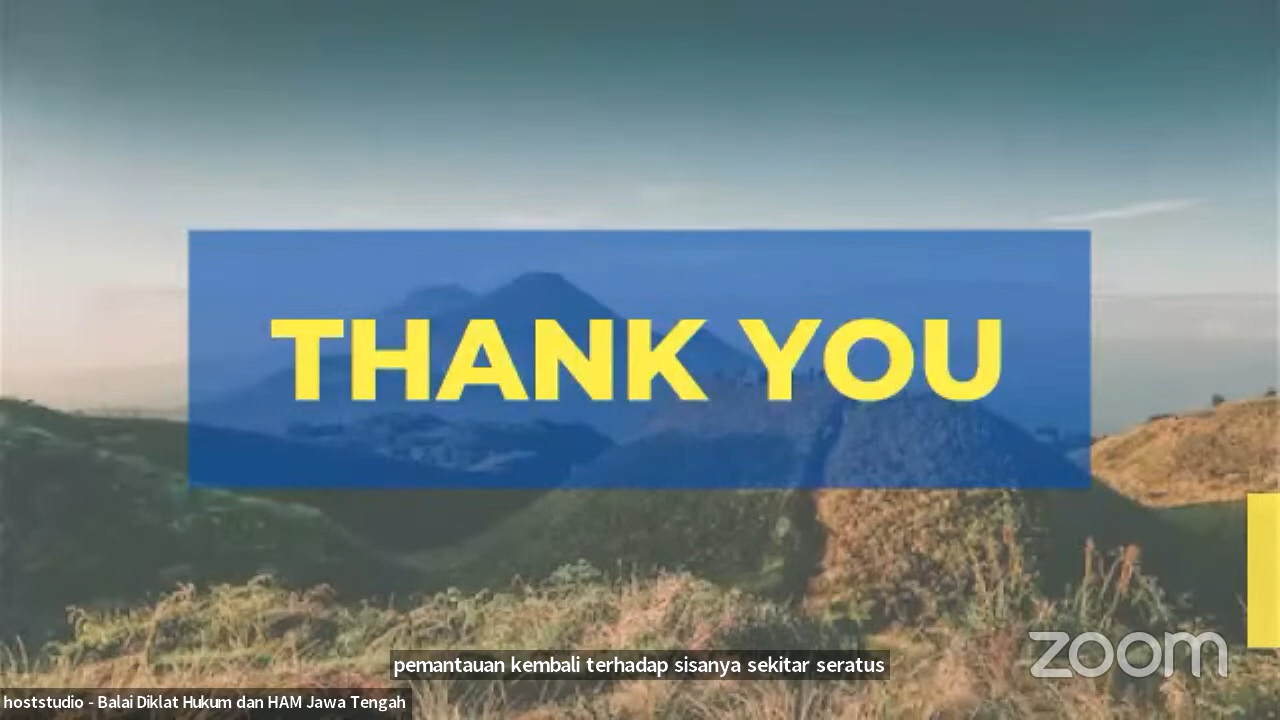 THANK YOU
zoom
pemantauan kembali terhadap sisanya sekitar seratus
hoststudio - Balai Diklat Hukum dan HAM Jawa Tengah